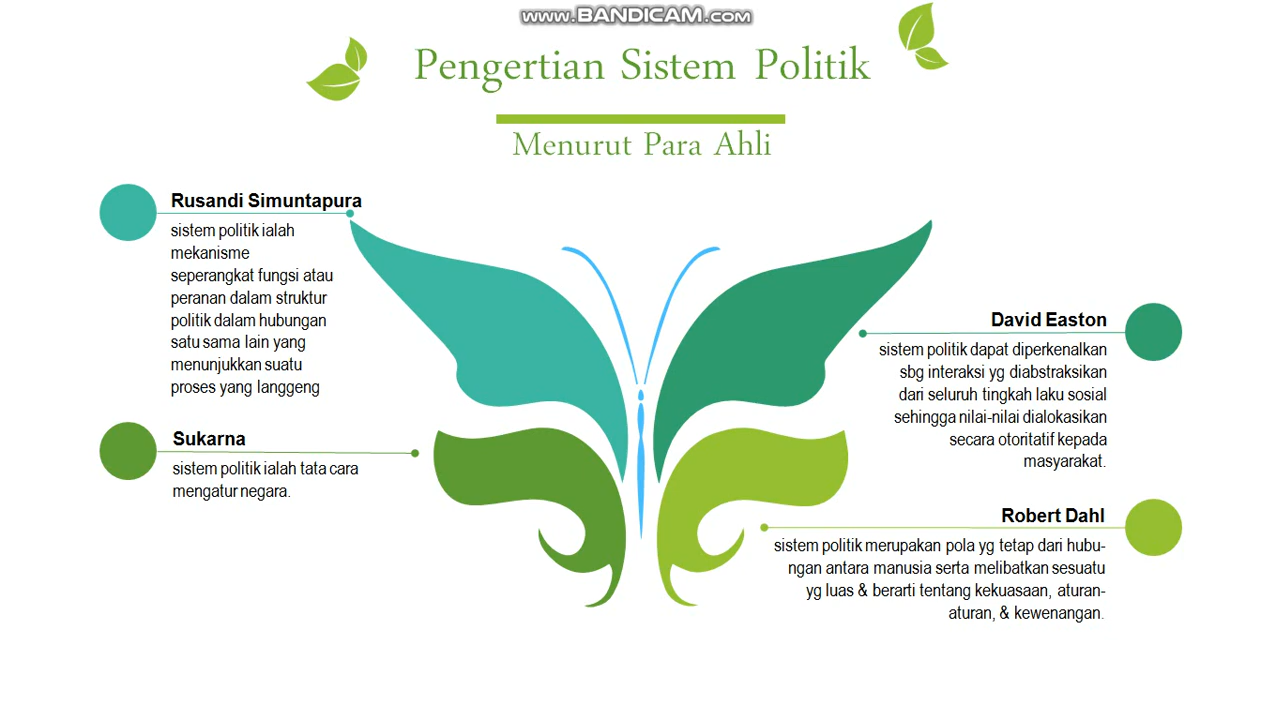 www.BANDICAM.com
Pengertian Sistem Politik
Menurut Para Ahli
Rusandi Simuntapura
sistem politik ialah
mekanisme
seperangkat fungsi atau
peranan dalam struktur
politik dalam hubungan
satu sama lain yang
menunjukkan suatu
proses yang langgeng
Sukarna
sistem politik ialah tata cara
mengatur negara.
David Easton
sistem politik dapat diperkenalkan
sbg interaksi yg diabstraksikan
dari seluruh tingkah laku sosial
sehingga nilai-nilai dialokasikan
secara otoritatif kepada
masyarakat.
Robert Dahl
sistem politik merupakan pola yg tetap dari hubu-
ngan antara manusia serta melibatkan sesuatu
yg luas & berarti tentang kekuasaan, aturan-
aturan, & kewenangan.